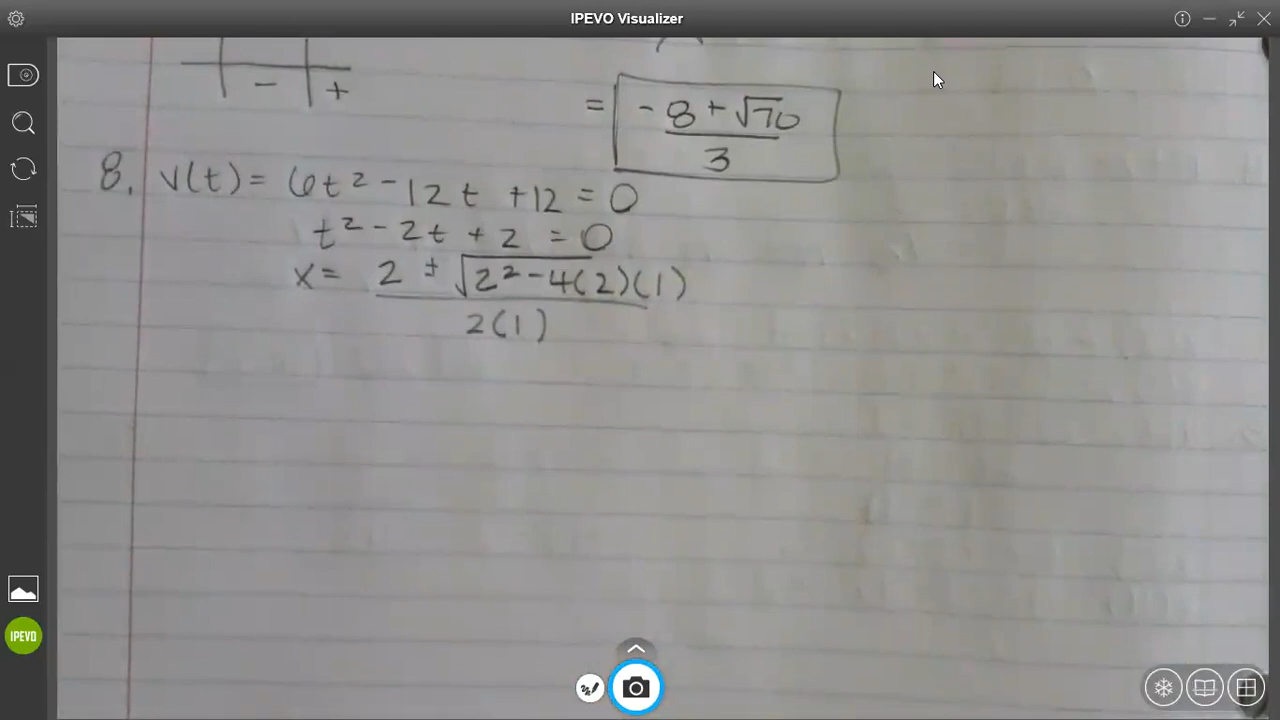 IPEVO Visualizer
- +
= -8 + √70
3
8. v(t) = 6t² - 12t + 12 = 0
t² - 2t + 2 = 0
x = 2 ± √2² - 4(2)(1)
2(1)
IPEVO